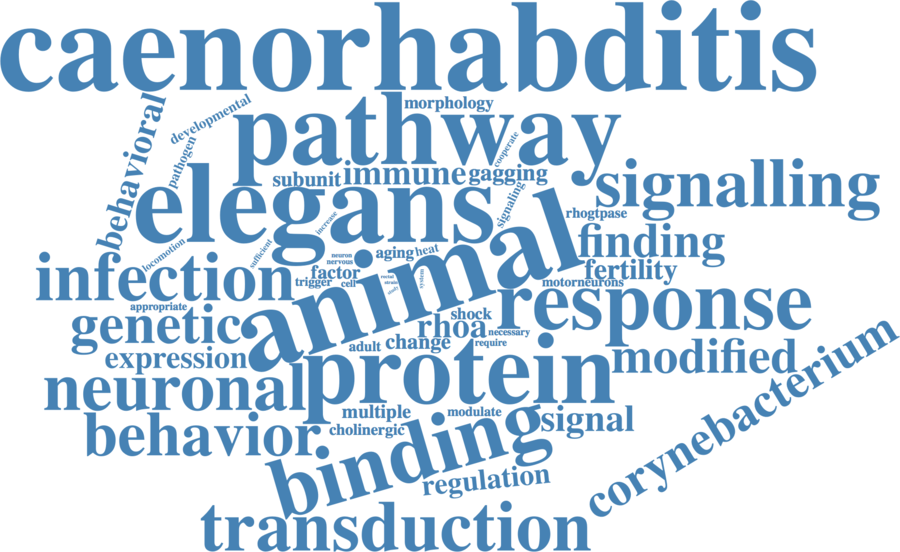 caenorhabditis
morphology
developmental
behavioral
pathway
cooperate
pathogen
immune
gagging
subunit
signalling
elegans
signaling
rhogtpase
increase
animal
finding
locomotion
sufficient
aging
heat
neuron
nervous
infection
factor
fertility
trigger
cell
system
motorneurons
study
response
appropriate
genetic
shock
rhoa
necessary
adult
change
require
expression
protein
modified
corynebacterium
neuronal
multiple
modulate
signal
behavior
cholinergic
binding
regulation
transduction